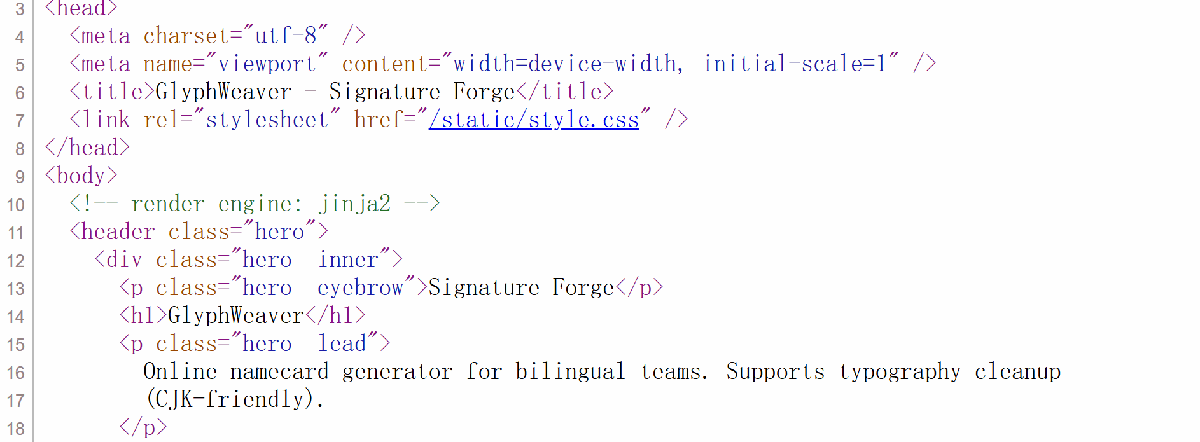 3 <head>
4 <meta charset="utf-8" />
5 <meta name="viewport" content="width=device-width, initial-scale=1" />
6 <title>GlyphWeaver - Signature Forge</title>
7 <link rel="stylesheet" href="/static/style.css" />
8 </head>
9 <body>
10 <!-- render engine: jinja2 -->
11 <header class="hero">
12 <div class="hero  inner">
13 <p class="hero  eyebrow">Signature Forge</p>
14 <h1>GlyphWeaver</h1>
15 <p class="hero  lead">
16 Online namecard generator for bilingual teams. Supports typography cleanup
17 (CJK-friendly).
18 </p>